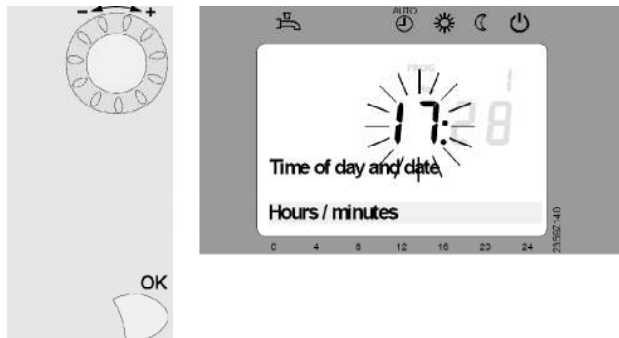 - +
AUTO
PROG
1
17:28
Time of day and date
Hours / minutes
0 4 8 12 16 20 24
OK
2359Z140